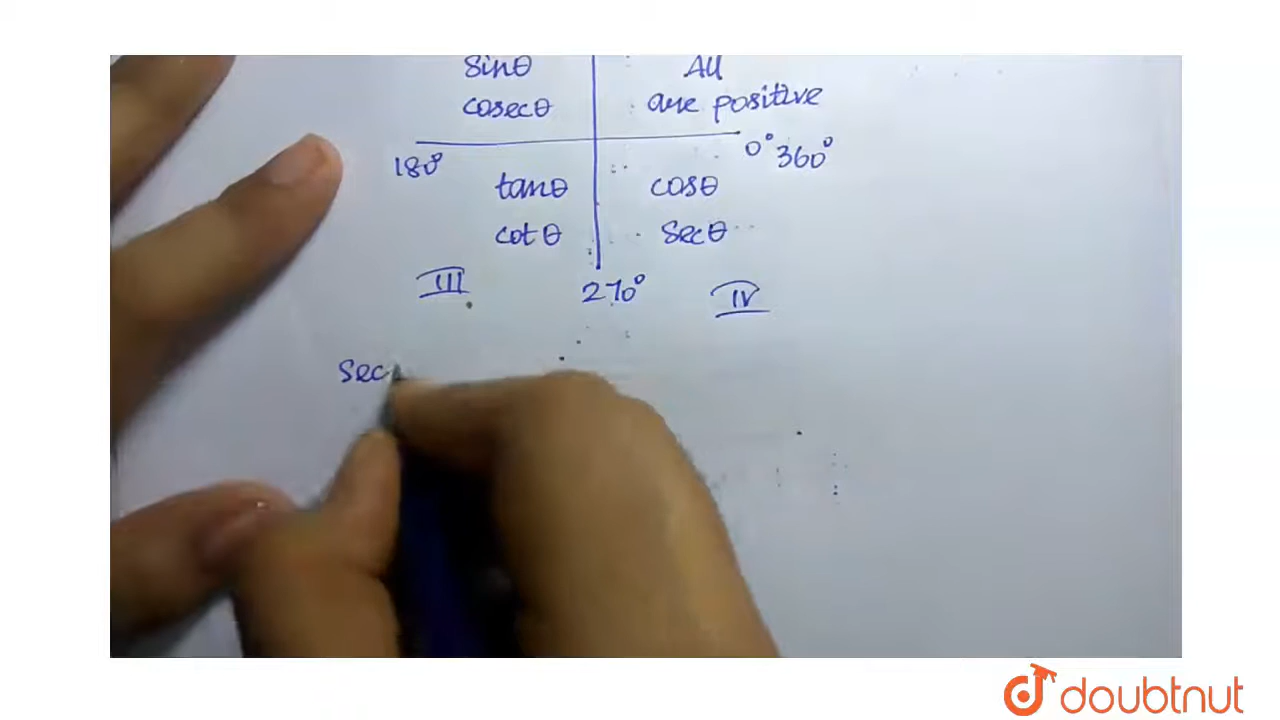 sinθ All
cosecθ are positive
180° 0° 360°
tanθ cosθ
cotθ secθ
III 270° IV
sec
doubtnut